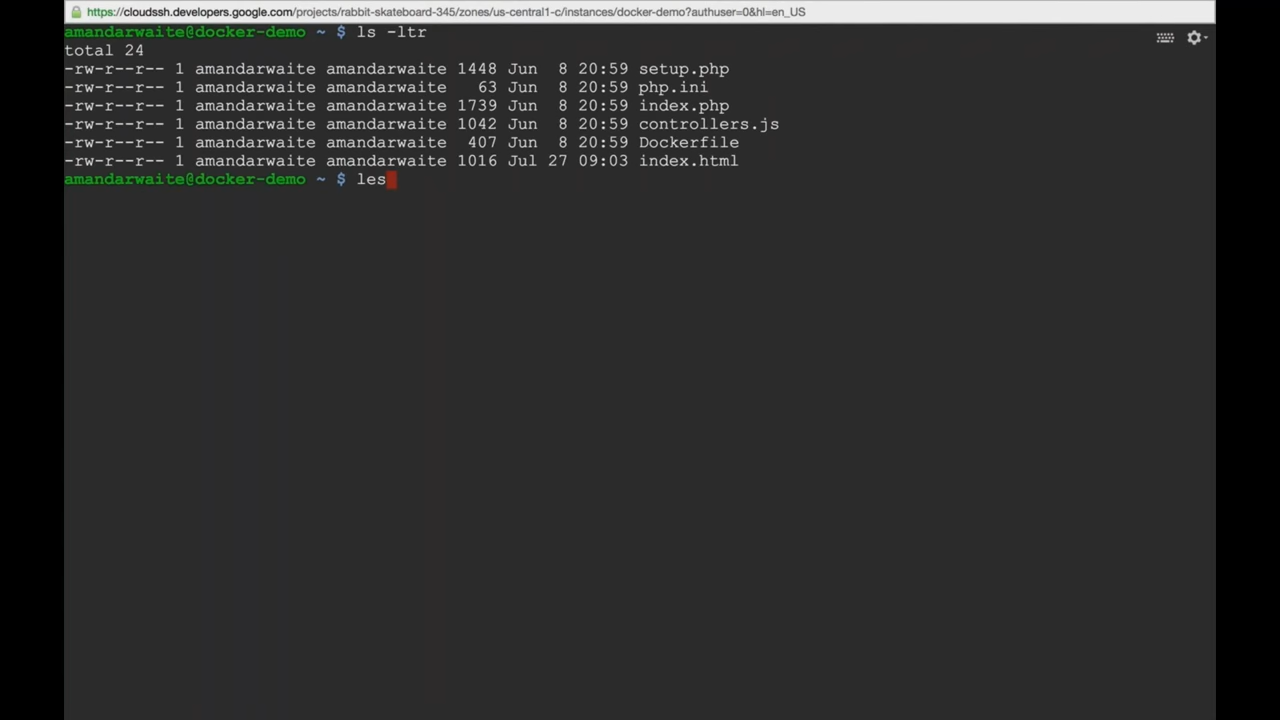 https://cloudssh.developers.google.com/projects/rabbit-skateboard-345/zones/us-central1-c/instances/docker-demo?authuser=0&hl=en_US
amandarwaite@docker-demo ~ $ ls -ltr
total 24
-rw-r--r-- 1 amandarwaite amandarwaite 1448 Jun  8 20:59 setup.php
-rw-r--r-- 1 amandarwaite amandarwaite   63 Jun  8 20:59 php.ini
-rw-r--r-- 1 amandarwaite amandarwaite 1739 Jun  8 20:59 index.php
-rw-r--r-- 1 amandarwaite amandarwaite 1042 Jun  8 20:59 controllers.js
-rw-r--r-- 1 amandarwaite amandarwaite  407 Jun  8 20:59 Dockerfile
-rw-r--r-- 1 amandarwaite amandarwaite 1016 Jul 27 09:03 index.html
amandarwaite@docker-demo ~ $ les